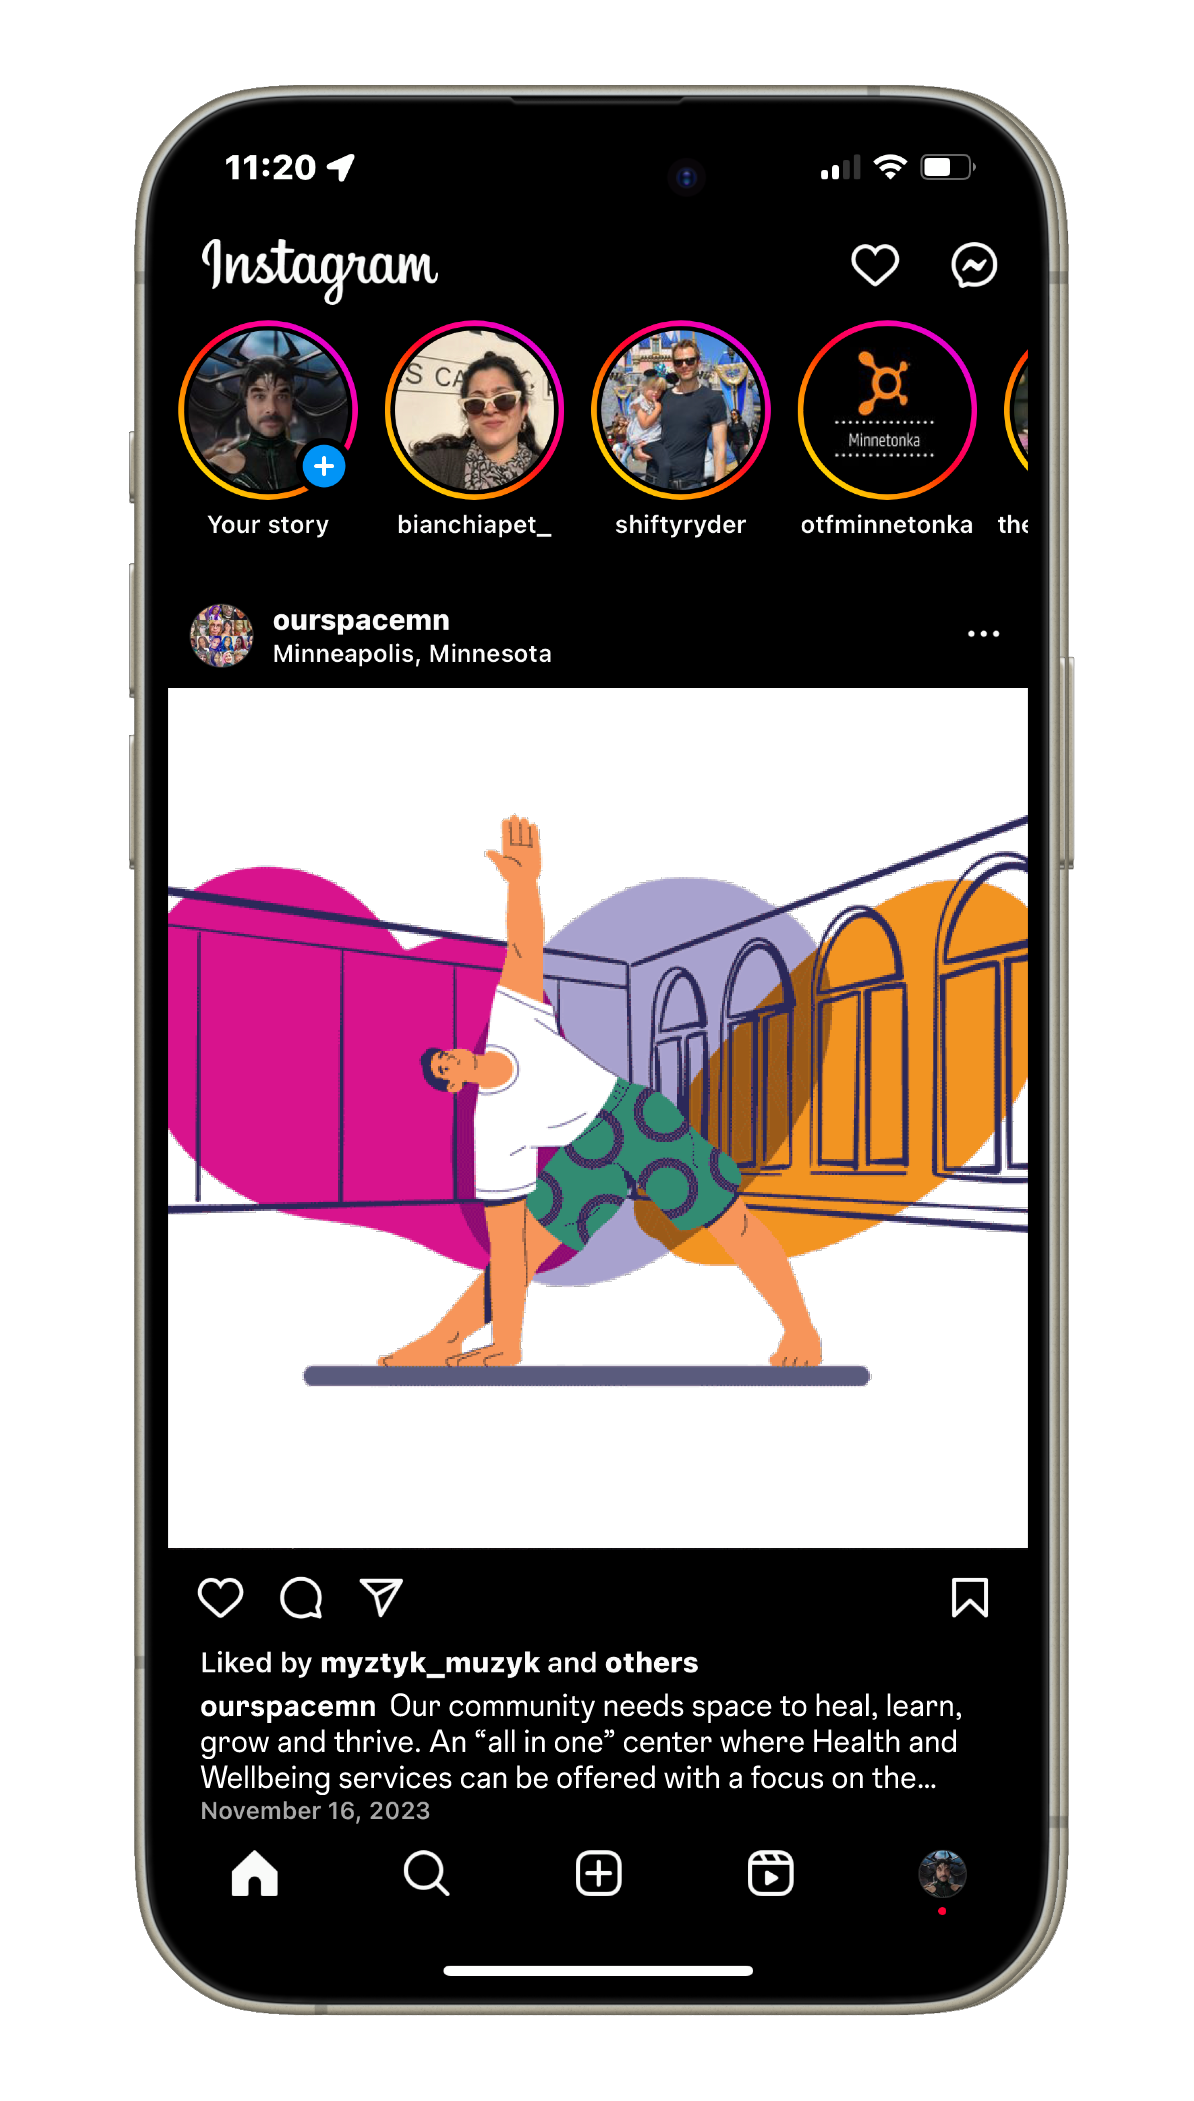 11:20
Instagram
S CA
Minnetonka
Your story
bianchiapet_
shiftyryder
otfminnetonka
the
ourspacemn
Minneapolis, Minnesota
Liked by myztyk_muzyk and others
ourspacemn Our community needs space to heal, learn,
grow and thrive. An “all in one” center where Health and
Wellbeing services can be offered with a focus on the...
November 16, 2023